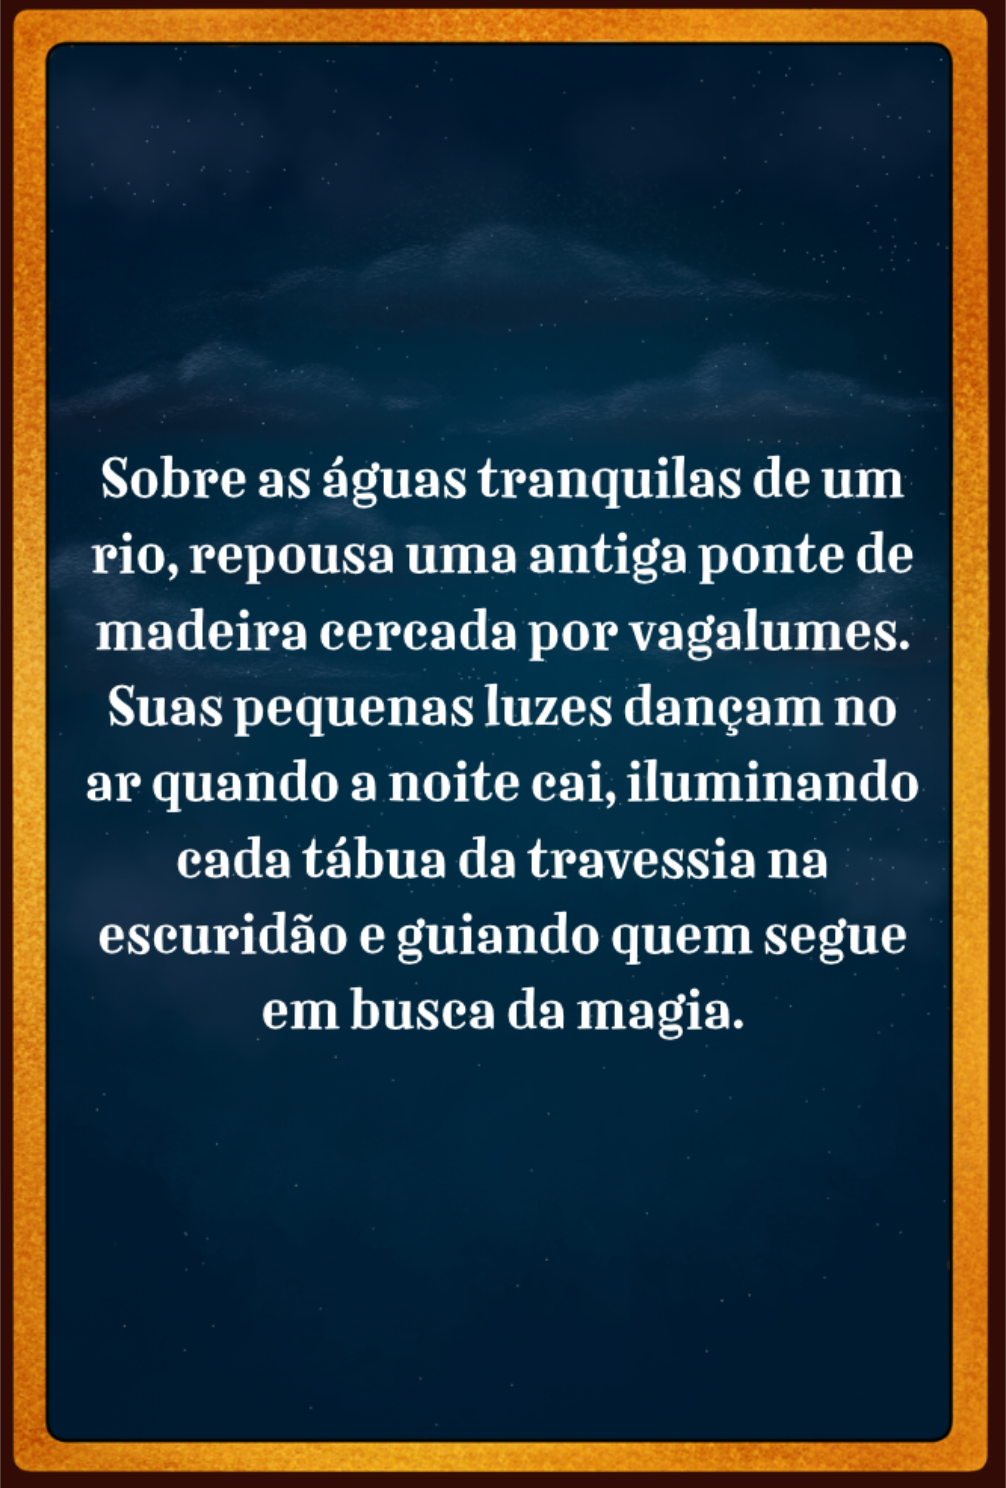 Sobre as águas tranquilas de um
rio, repousa uma antiga ponte de
madeira cercada por vagalumes.
Suas pequenas luzes dançam no
ar quando a noite cai, iluminando
cada tábua da travessia na
escuridão e guiando quem segue
em busca da magia.